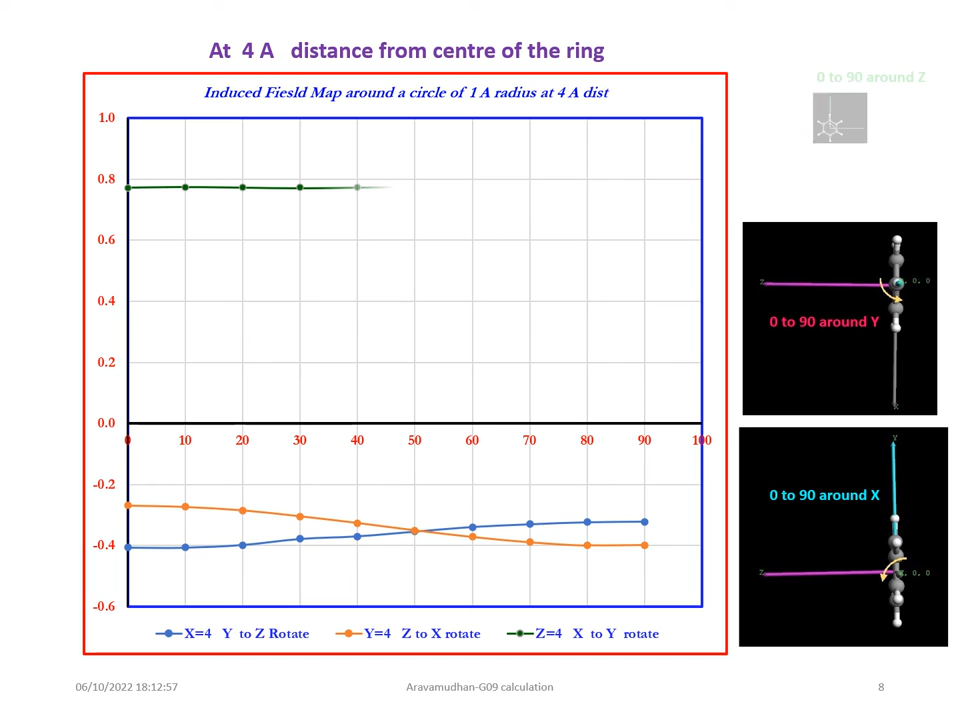 At 4 A distance from centre of the ring
0 to 90 around Z
Induced Fiesld Map around a circle of 1 A radius at 4 A dist
1.0
0.8
0.6
0.4
0.2
0.0
-0.2
-0.4
-0.6
0 10 20 30 40 50 60 70 80 90 100
X=4 Y to Z Rotate
Y=4 Z to X rotate
Z=4 X to Y rotate
Z
, 0, 0
0 to 90 around Y
X
Y
0 to 90 around X
Z
, 0, 0
06/10/2022 18:12:57
Aravamudhan-G09 calculation
8